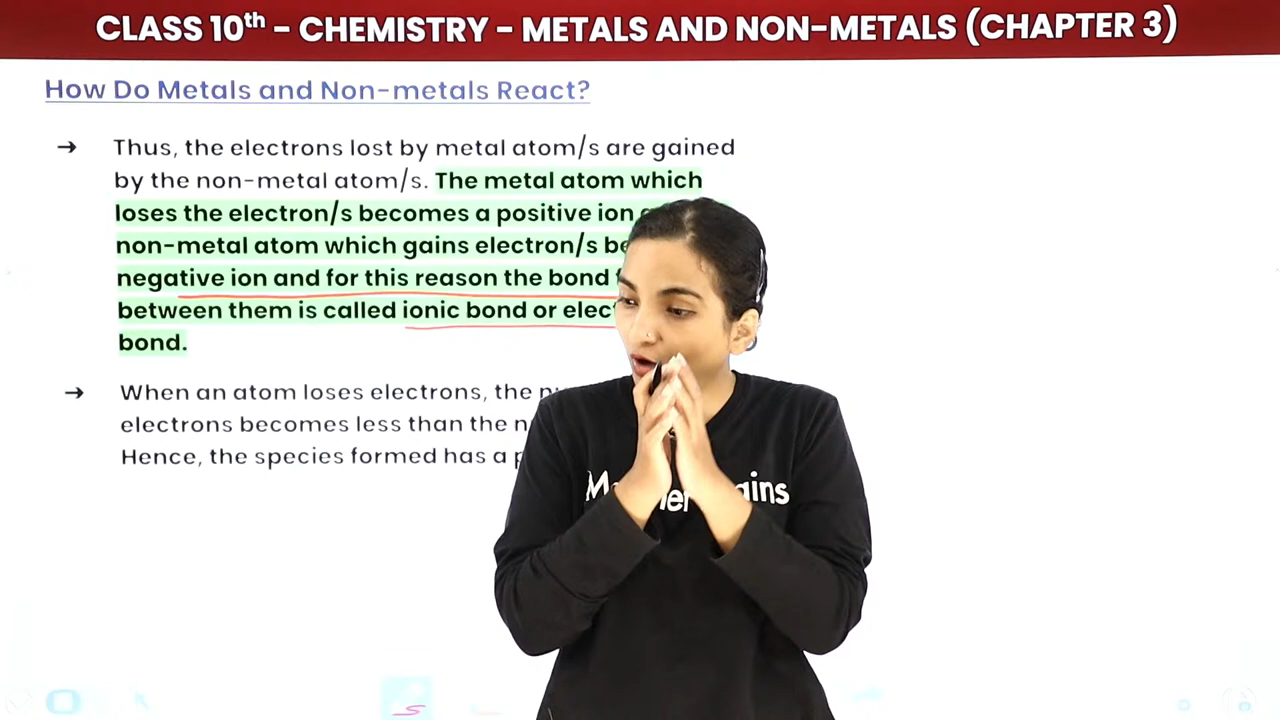 CLASS 10th - CHEMISTRY - METALS AND NON-METALS (CHAPTER 3)
How Do Metals and Non-metals React?
→ Thus, the electrons lost by metal atom/s are gained
by the non-metal atom/s. The metal atom which
loses the electron/s becomes a positive ion
non-metal atom which gains electron/s
negative ion and for this reason the bond
between them is called ionic bond or
bond.
→ When an atom loses electrons, the
electrons becomes less than the
Hence, the species formed has a